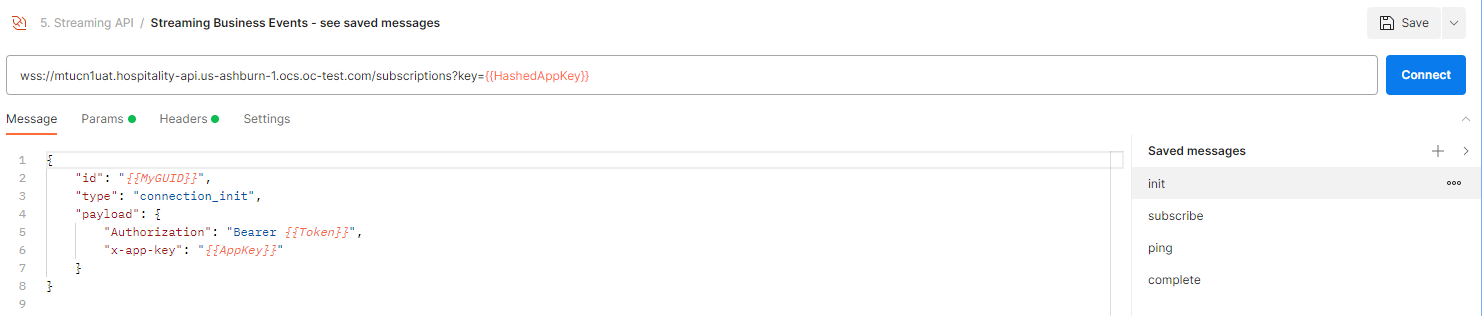 5. Streaming API / Streaming Business Events - see saved messages
Save
wss://mtucn1uat.hospitality-api.us-ashburn-1.ocs.oc-test.com/subscriptions?key={{HashedAppKey}}
Connect
Message Params Headers Settings
1 {
2 "id": "{{MyGUID}}",
3 "type": "connection_init",
4 "payload": {
5 "Authorization": "Bearer {{Token}}",
6 "x-app-key": "{{AppKey}}"
7 }
8 }
9
Saved messages
init
subscribe
ping
complete